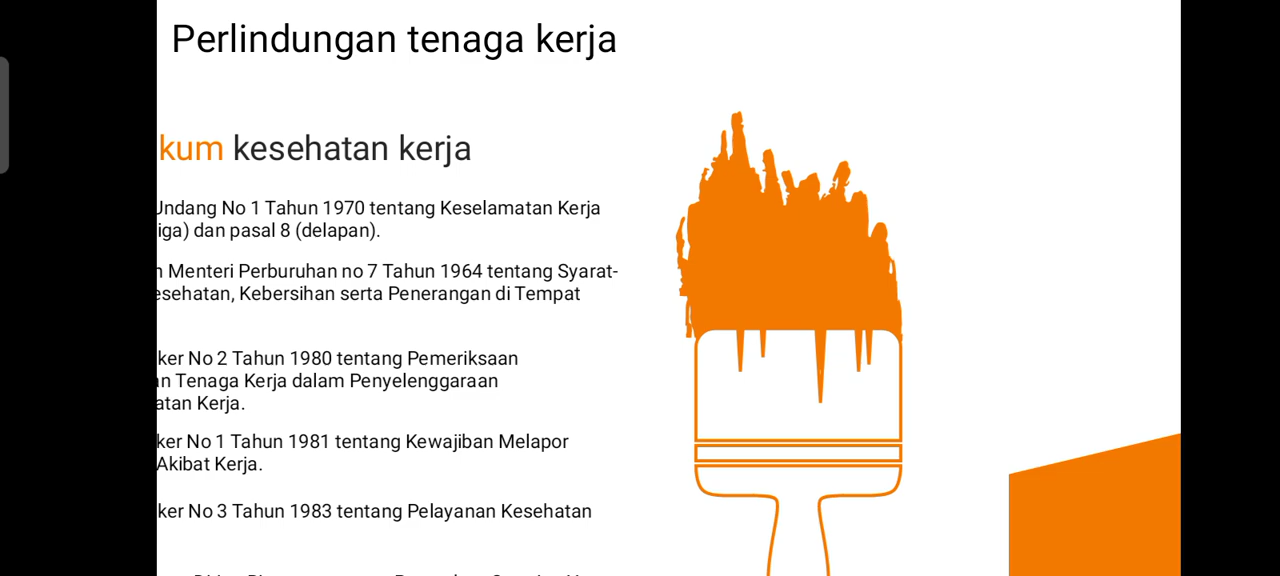 Perlindungan tenaga kerja
kum kesehatan kerja
Undang No 1 Tahun 1970 tentang Keselamatan Kerja
iga) dan pasal 8 (delapan).
n Menteri Perburuhan no 7 Tahun 1964 tentang Syarat-
esehatan, Kebersihan serta Penerangan di Tempat
ker No 2 Tahun 1980 tentang Pemeriksaan
an Tenaga Kerja dalam Penyelenggaraan
atan Kerja.
ker No 1 Tahun 1981 tentang Kewajiban Melapor
Akibat Kerja.
ker No 3 Tahun 1983 tentang Pelayanan Kesehatan